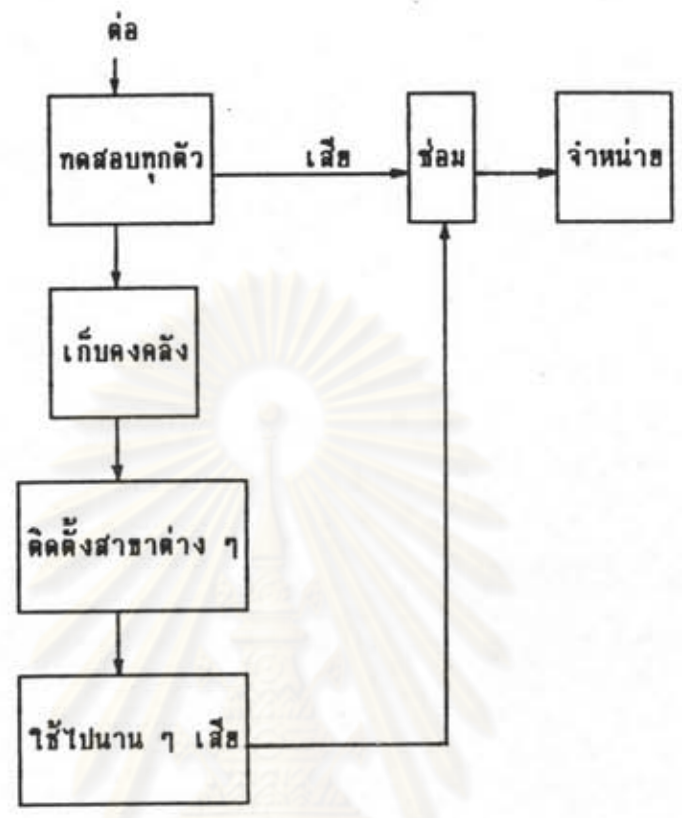 ต่อ
ทดสอบทุกตัว
เสีย
ซ่อม
จำหน่าย
เก็บคงคลัง
ติดตั้งสาขาต่าง ๆ
ใช้ไปนาน ๆ เสีย